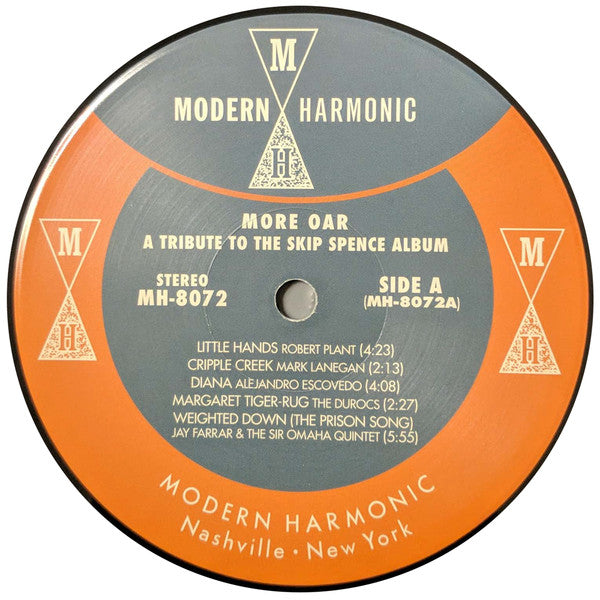 M
MODERN HARMONIC
H
MORE OAR
A TRIBUTE TO THE SKIP SPENCE ALBUM
STEREO
MH-8072
SIDE A
(MH-8072A)
M
H
M
H
LITTLE HANDS ROBERT PLANT (4:23)
CRIPPLE CREEK MARK LANEGAN (2:13)
DIANA ALEJANDRO ESCOVEDO (4:08)
MARGARET TIGER-RUG THE DUROCS (2:27)
WEIGHTED DOWN (THE PRISON SONG)
JAY FARRAR & THE SIR OMAHA QUINTET (5:55)
MODERN HARMONIC
Nashville • New York